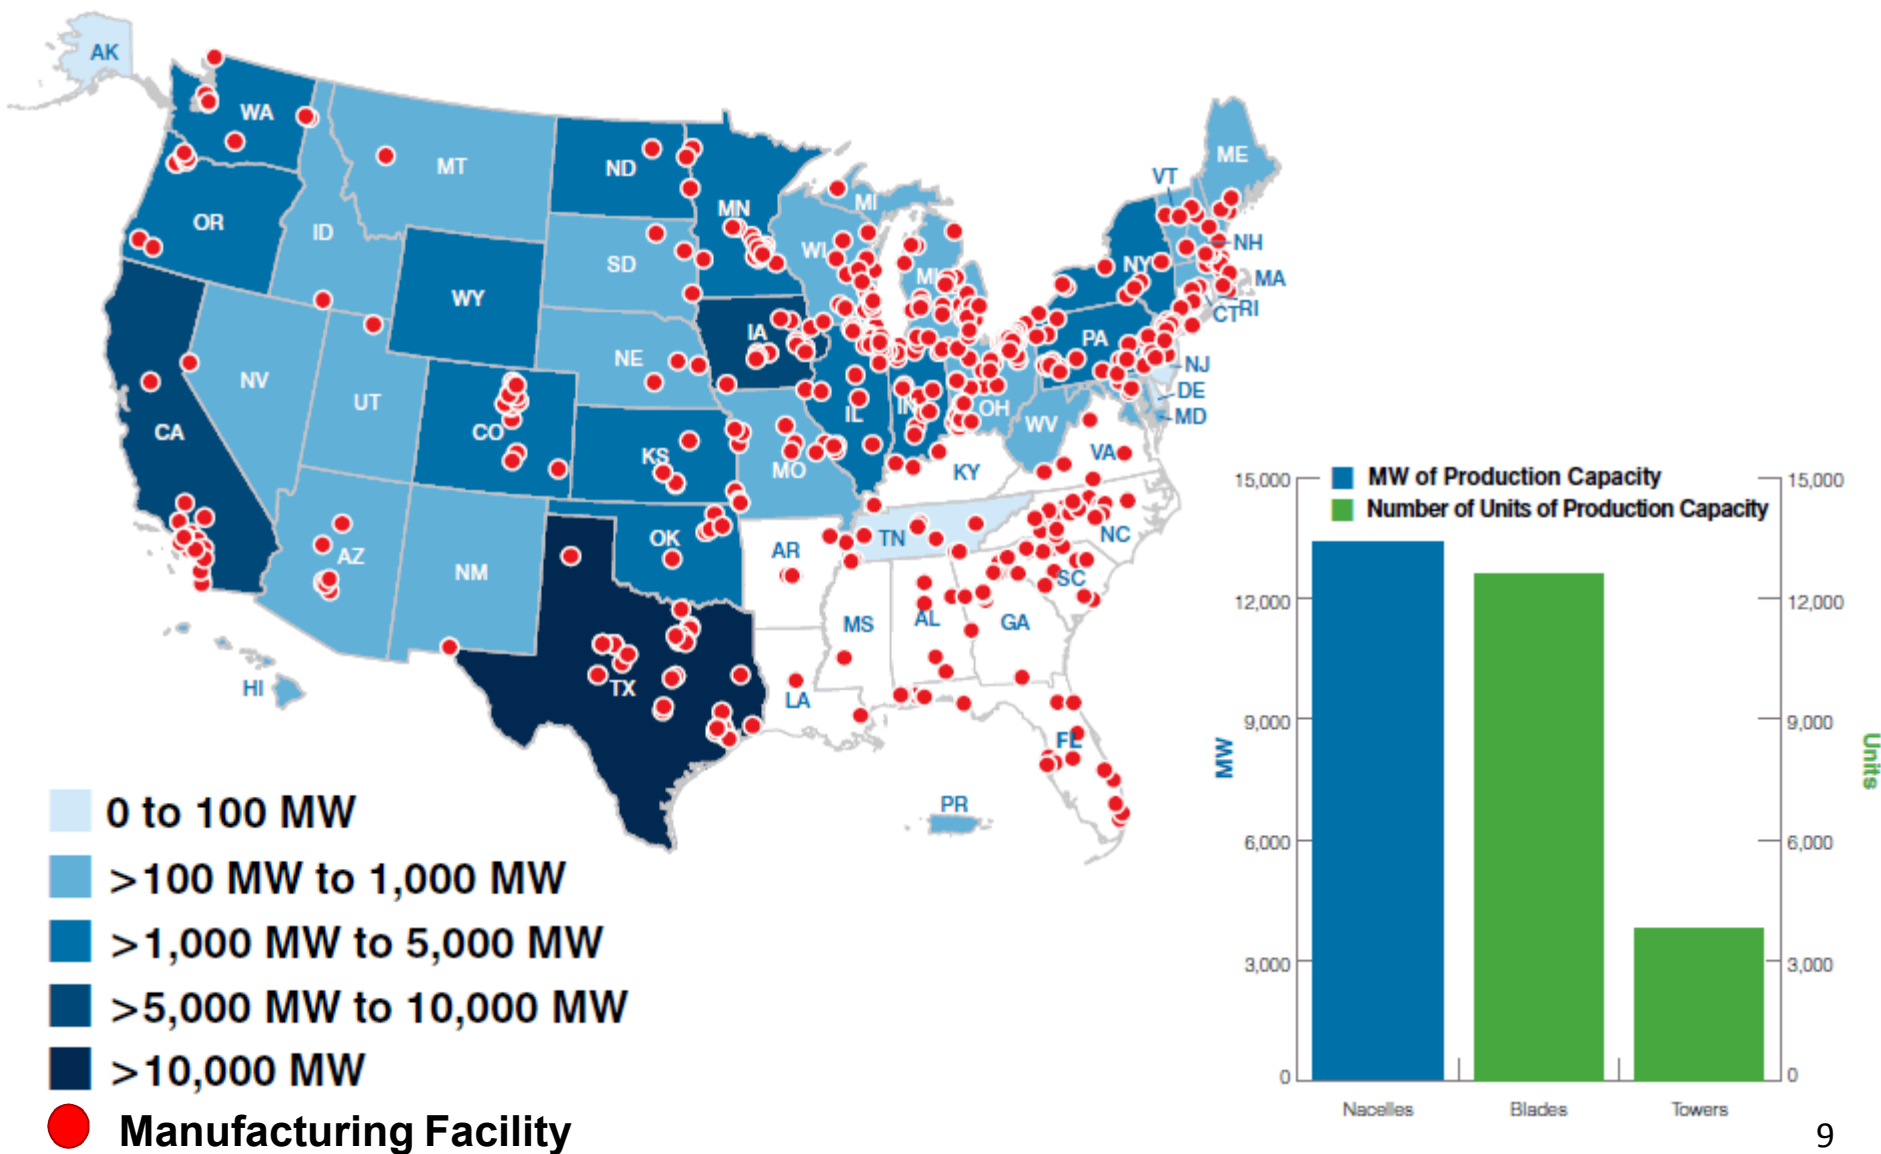 AK
WA
MT
ND
MN
OR
ID
SD
WI
MI
MI
VT
ME
NH
NY
MA
CT
RI
WY
IA
PA
NE
NJ
DE
MD
NV
UT
CO
CA
KS
MO
IL
IN
OH
WV
KY
VA
AZ
NM
OK
AR
TN
NC
SC
MS
AL
GA
TX
LA
FL
HI
PR
0 to 100 MW
>100 MW to 1,000 MW
>1,000 MW to 5,000 MW
>5,000 MW to 10,000 MW
>10,000 MW
Manufacturing Facility
MW of Production Capacity
Number of Units of Production Capacity
15,000
12,000
9,000
6,000
3,000
0
MW
15,000
12,000
9,000
6,000
3,000
0
Units
Nacelles
Blades
Towers
9